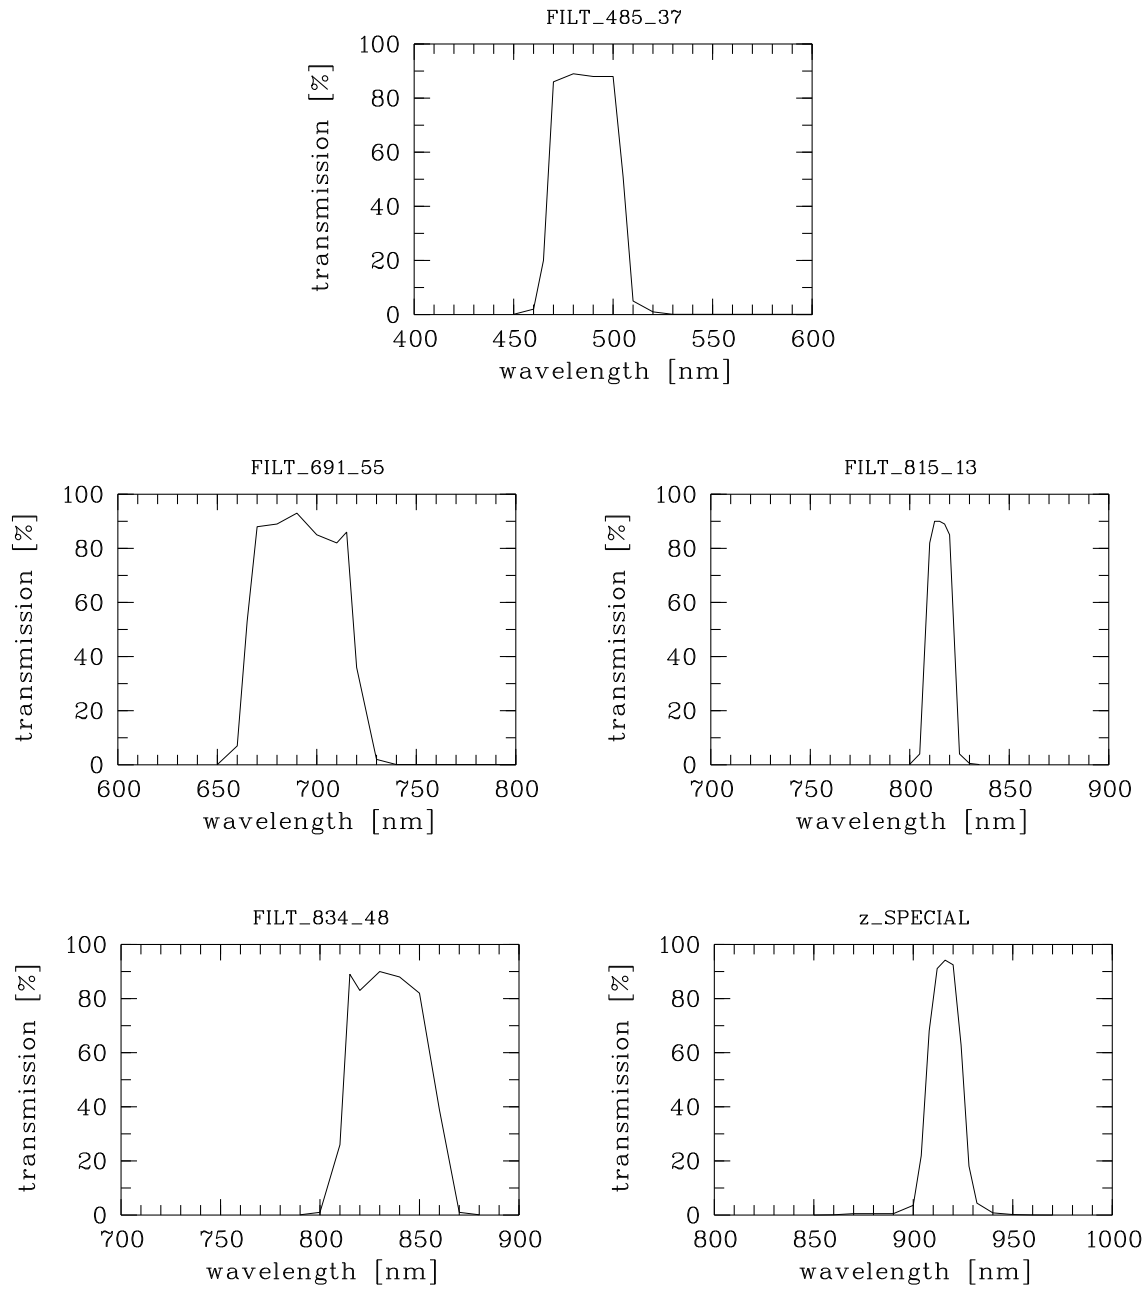 FILT_485_37
100
80
60
40
20
0
transmission [%]
400 450 500 550 600
wavelength [nm]
FILT_691_55
100
80
60
40
20
0
transmission [%]
600 650 700 750 800
wavelength [nm]
FILT_815_13
100
80
60
40
20
0
transmission [%]
700 750 800 850 900
wavelength [nm]
FILT_834_48
100
80
60
40
20
0
transmission [%]
700 750 800 850 900
wavelength [nm]
z_SPECIAL
100
80
60
40
20
0
transmission [%]
800 850 900 950 1000
wavelength [nm]